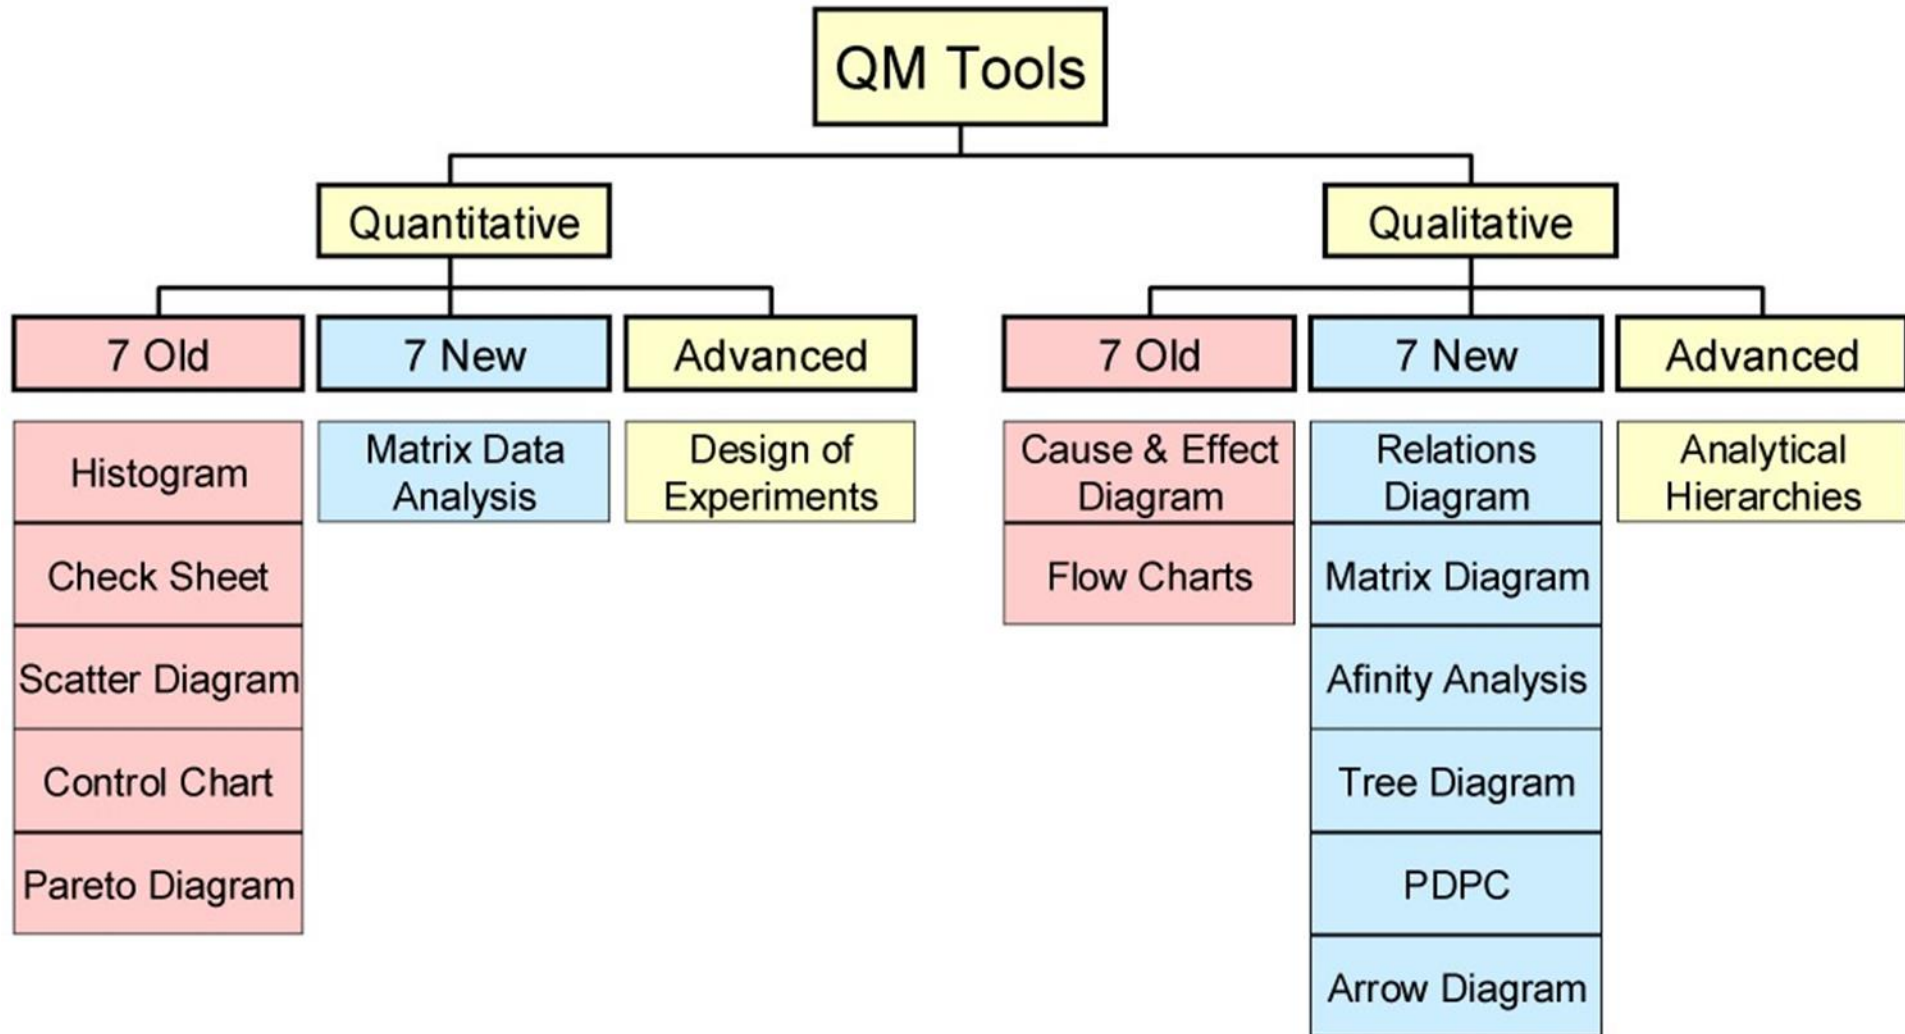 QM Tools
Quantitative
Qualitative
7 Old
7 New
Advanced
7 Old
7 New
Advanced
Histogram
Check Sheet
Scatter Diagram
Control Chart
Pareto Diagram
Matrix Data
Analysis
Design of
Experiments
Cause & Effect
Diagram
Flow Charts
Relations
Diagram
Matrix Diagram
Afinity Analysis
Tree Diagram
PDPC
Arrow Diagram
Analytical
Hierarchies